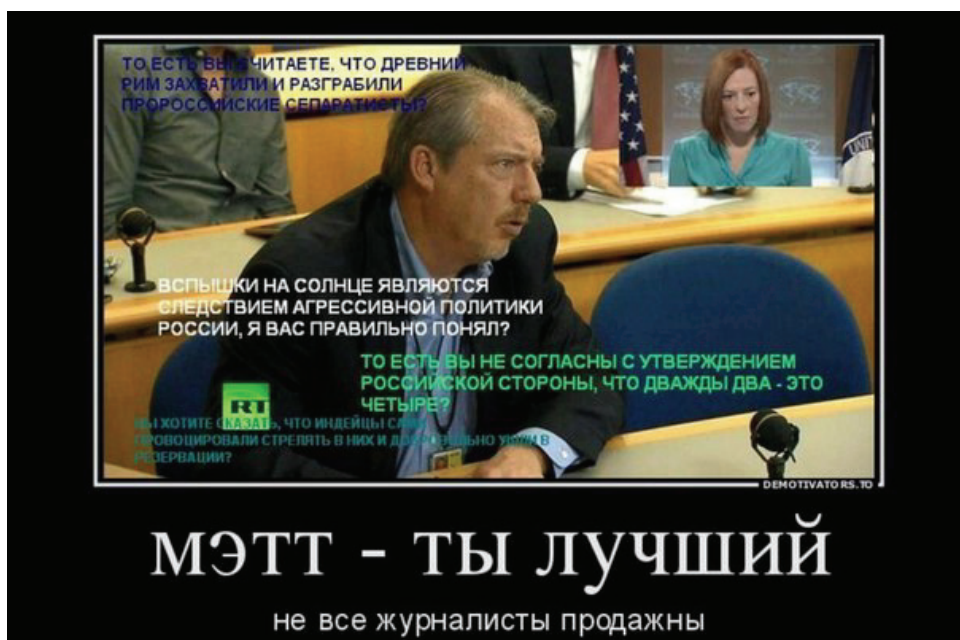 ТО ЕСТЬ ВЫ СЧИТАЕТЕ, ЧТО ДРЕВНИЙ
РИМ ЗАХВАТИЛИ И РАЗГРАБИЛИ
ПРОРОССИЙСКИЕ СЕПАРАТИСТЫ?
ВСПЫШКИ НА СОЛНЦЕ ЯВЛЯЮТСЯ
СЛЕДСТВИЕМ АГРЕССИВНОЙ ПОЛИТИКИ
РОССИИ, Я ВАС ПРАВИЛЬНО ПОНЯЛ?
ТО ЕСТЬ ВЫ НЕ СОГЛАСНЫ С УТВЕРЖДЕНИЕМ
РОССИЙСКОЙ СТОРОНЫ, ЧТО ДВАЖДЫ ДВА - ЭТО
ЧЕТЫРЕ?
RT
ВЫ ХОТИТЕ СКАЗАТЬ, ЧТО ИНДЕЙЦЫ САМИ
ПРОВОЦИРОВАЛИ СТРЕЛЯТЬ В НИХ И ДОБРОВОЛЬНО УШЛИ В
РЕЗЕРВАЦИИ?
DEMOTIVATORS.TO
мэтт - ты лучший
не все журналисты продажны